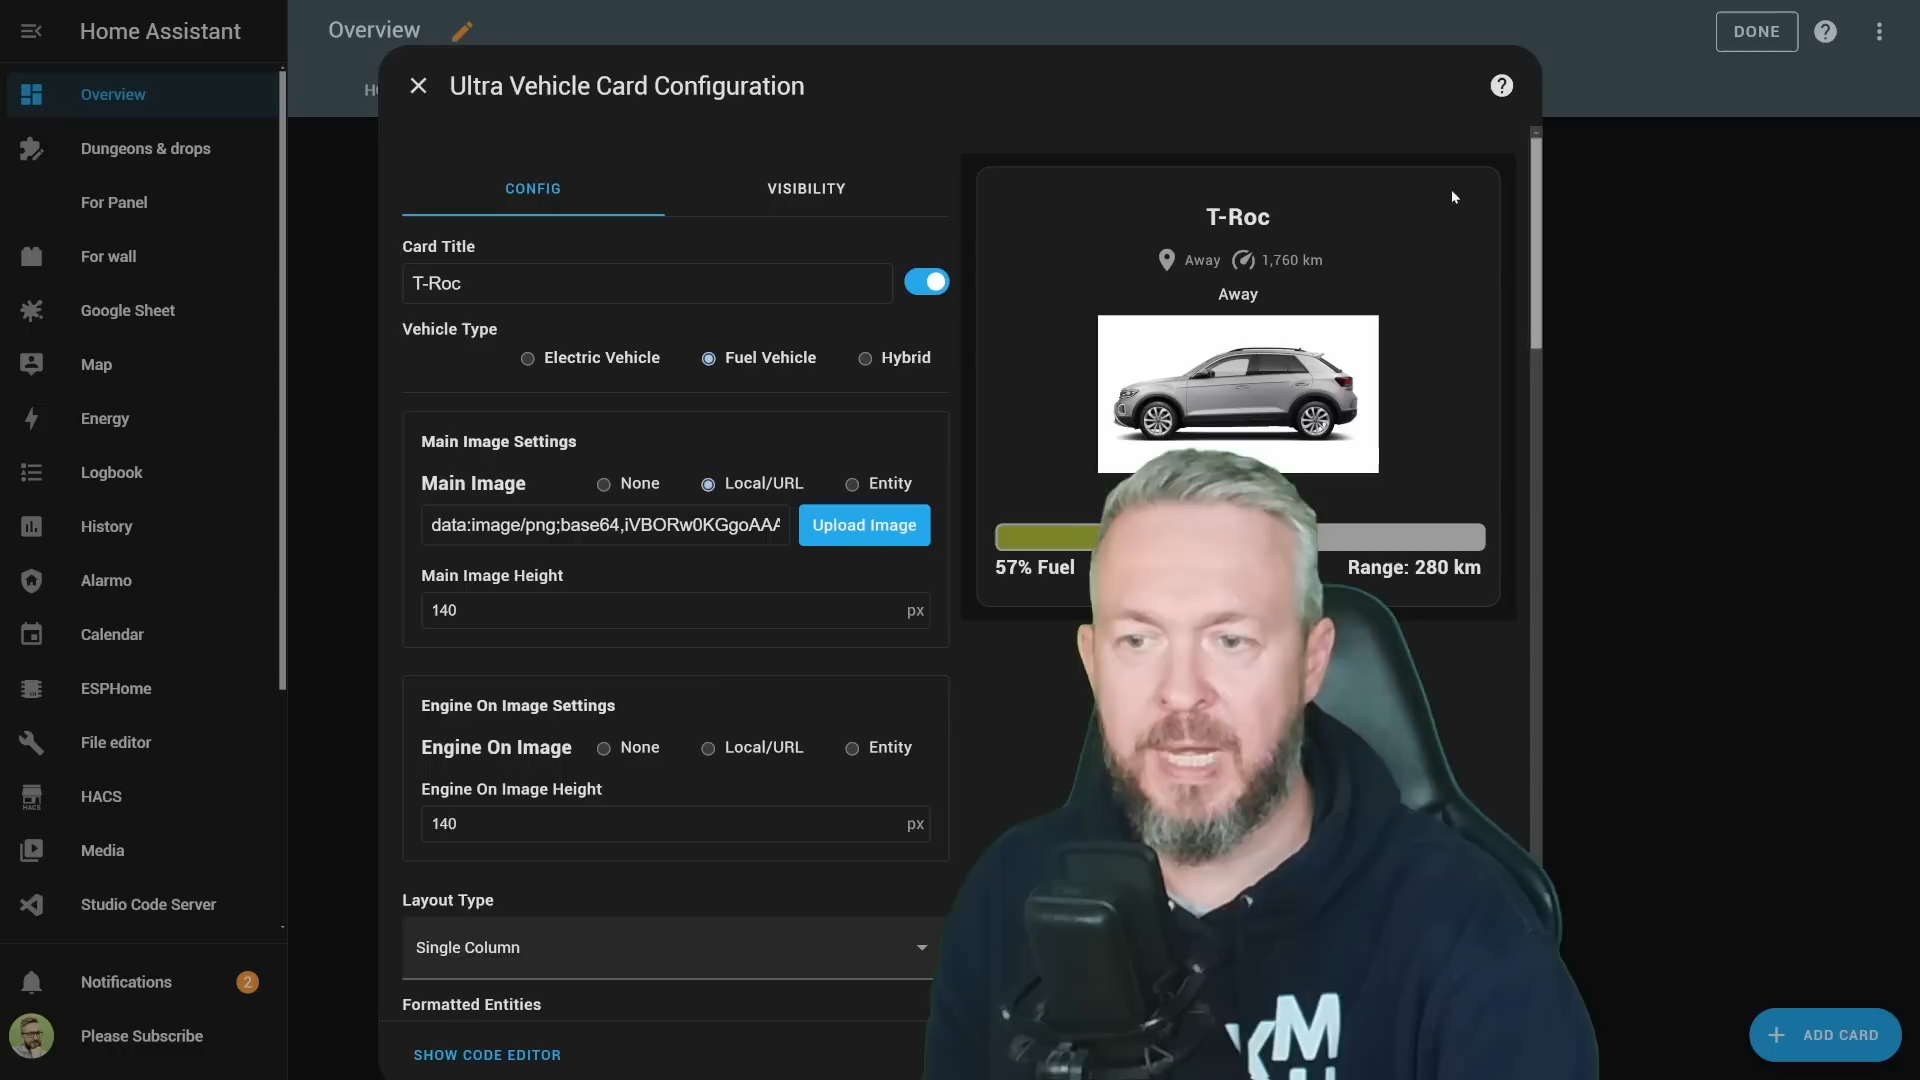 Home Assistant
Overview
DONE
Overview
Dungeons & drops
For Panel
For wall
Google Sheet
Map
Energy
Logbook
History
Alarmo
Calendar
ESPHome
File editor
HACS
HACS
Media
Studio Code Server
Notifications
2
Please Subscribe
Ultra Vehicle Card Configuration
CONFIG
VISIBILITY
Card Title
T-Roc
Vehicle Type
Electric Vehicle
Fuel Vehicle
Hybrid
Main Image Settings
Main Image
None
Local/URL
Entity
data:image/png;base64,iVBORw0KGgoAAA
Upload Image
Main Image Height
140
px
Engine On Image Settings
Engine On Image
None
Local/URL
Entity
Engine On Image Height
140
px
Layout Type
Single Column
Formatted Entities
SHOW CODE EDITOR
T-Roc
Away
1,760 km
Away
57% Fuel
Range: 280 km
ADD CARD